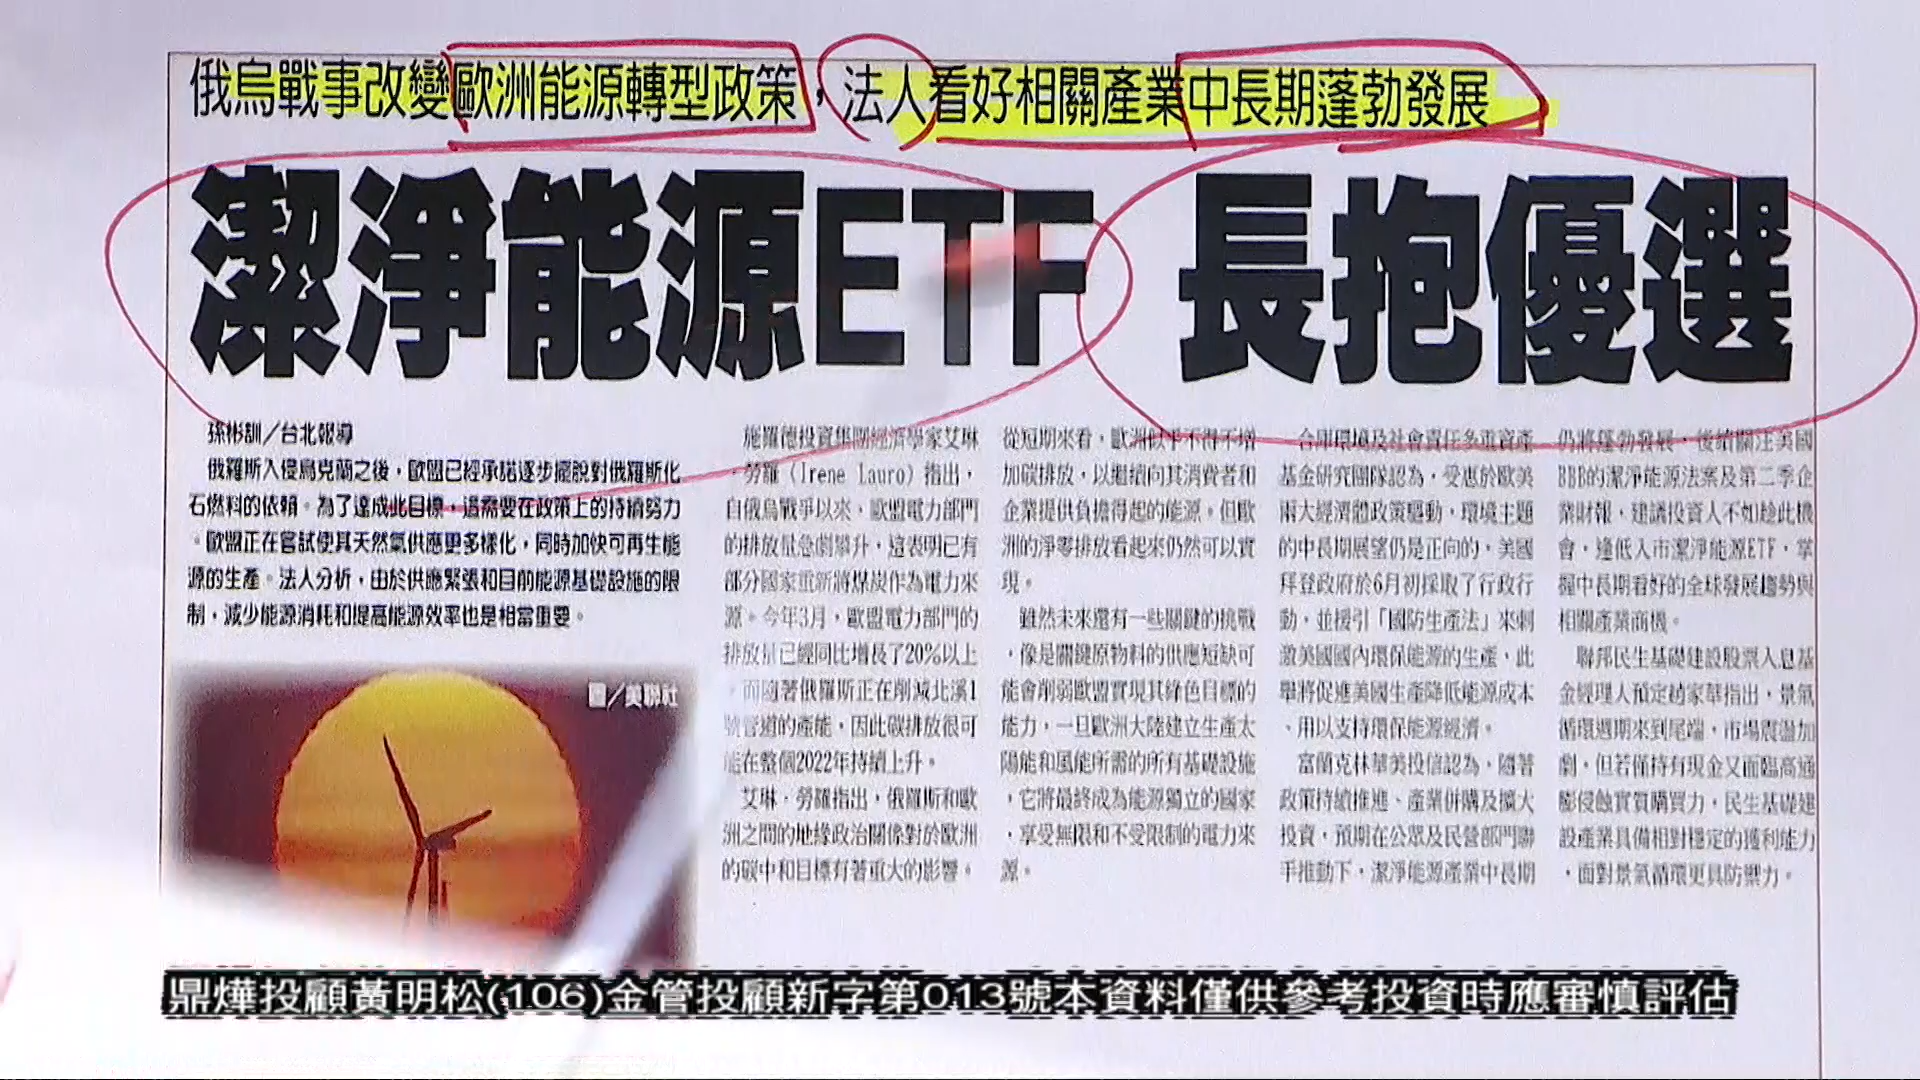 俄烏戰事改變歐洲能源轉型政策，法人看好相關產業中長期蓬勃發展
潔淨能源ETF 長抱優選
孫彬訓／台北報導
俄羅斯入侵烏克蘭之後，歐盟已經承諾逐步擺脫對俄羅斯化
石燃料的依賴。為了達成此目標，這需要在政策上的持續努力
。歐盟正在嘗試使其天然氣供應更多樣化，同時加快可再生能
源的生產。法人分析，由於供應緊張和目前能源基礎設施的限
制，減少能源消耗和提高能源效率也是相當重要。
圖／美聯社
施羅德投資集團經濟學家艾琳
．勞羅（Irene Lauro）指出，
自俄烏戰爭以來，歐盟電力部門
的排放量急劇攀升，這表明已有
部分國家重新將煤炭作為電力來
源。今年3月，歐盟電力部門的
排放量已經同比增長了20%以上
，而隨著俄羅斯正在削減北溪1
號管道的產能，因此碳排放很可
能在整個2022年持續上升。
艾琳．勞羅指出，俄羅斯和歐
洲之間的地緣政治關係對於歐洲
的碳中和目標有著重大的影響。
從短期來看，歐洲似乎不得不增
加碳排放，以繼續向其消費者和
企業提供負擔得起的能源。但歐
洲的淨零排放看起來仍然可以實
現。
雖然未來還有一些關鍵的挑戰
，像是關鍵原物料的供應短缺可
能會削弱歐盟實現其綠色目標的
能力，一旦歐洲大陸建立生產太
陽能和風能所需的所有基礎設施
，它將最終成為能源獨立的國家
，享受無限和不受限制的電力來
源。
合庫環境及社會責任多重資產
基金研究團隊認為，受惠於歐美
兩大經濟體政策驅動，環境主題
的中長期展望仍是正向的，美國
拜登政府於6月初採取了行政行
動，並援引「國防生產法」來刺
激美國國內環保能源的生產，此
舉將促進美國生產降低能源成本
、用以支持環保能源經濟。
富蘭克林華美投信認為，隨著
政策持續推進、產業併購及擴大
投資，預期在公眾及民營部門聯
手推動下，潔淨能源產業中長期
仍將蓬勃發展，後續關注美國
BBB的潔淨能源法案及第二季企
業財報，建議投資人不如趁此機
會，逢低入市潔淨能源ETF，掌
握中長期看好的全球發展趨勢與
相關產業商機。
聯邦民生基礎建設股票入息基
金經理人預定越家華指出，景氣
循環週期來到尾端，市場震盪加
劇，但若僅持有現金又面臨高通
膨侵蝕實質購買力，民生基礎建
設產業具備相對穩定的獲利能力
，面對景氣循環更具防禦力。
鼎燁投顧黃明松(106)金管投顧新字第013號本資料僅供參考投資時應審慎評估